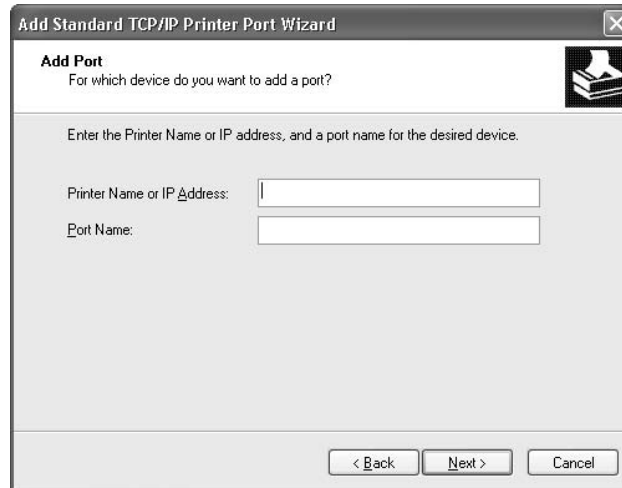 Add Standard TCP/IP Printer Port Wizard
Add Port
For which device do you want to add a port?
Enter the Printer Name or IP address, and a port name for the desired device.
Printer Name or IP Address:
Port Name:
< Back Next > Cancel